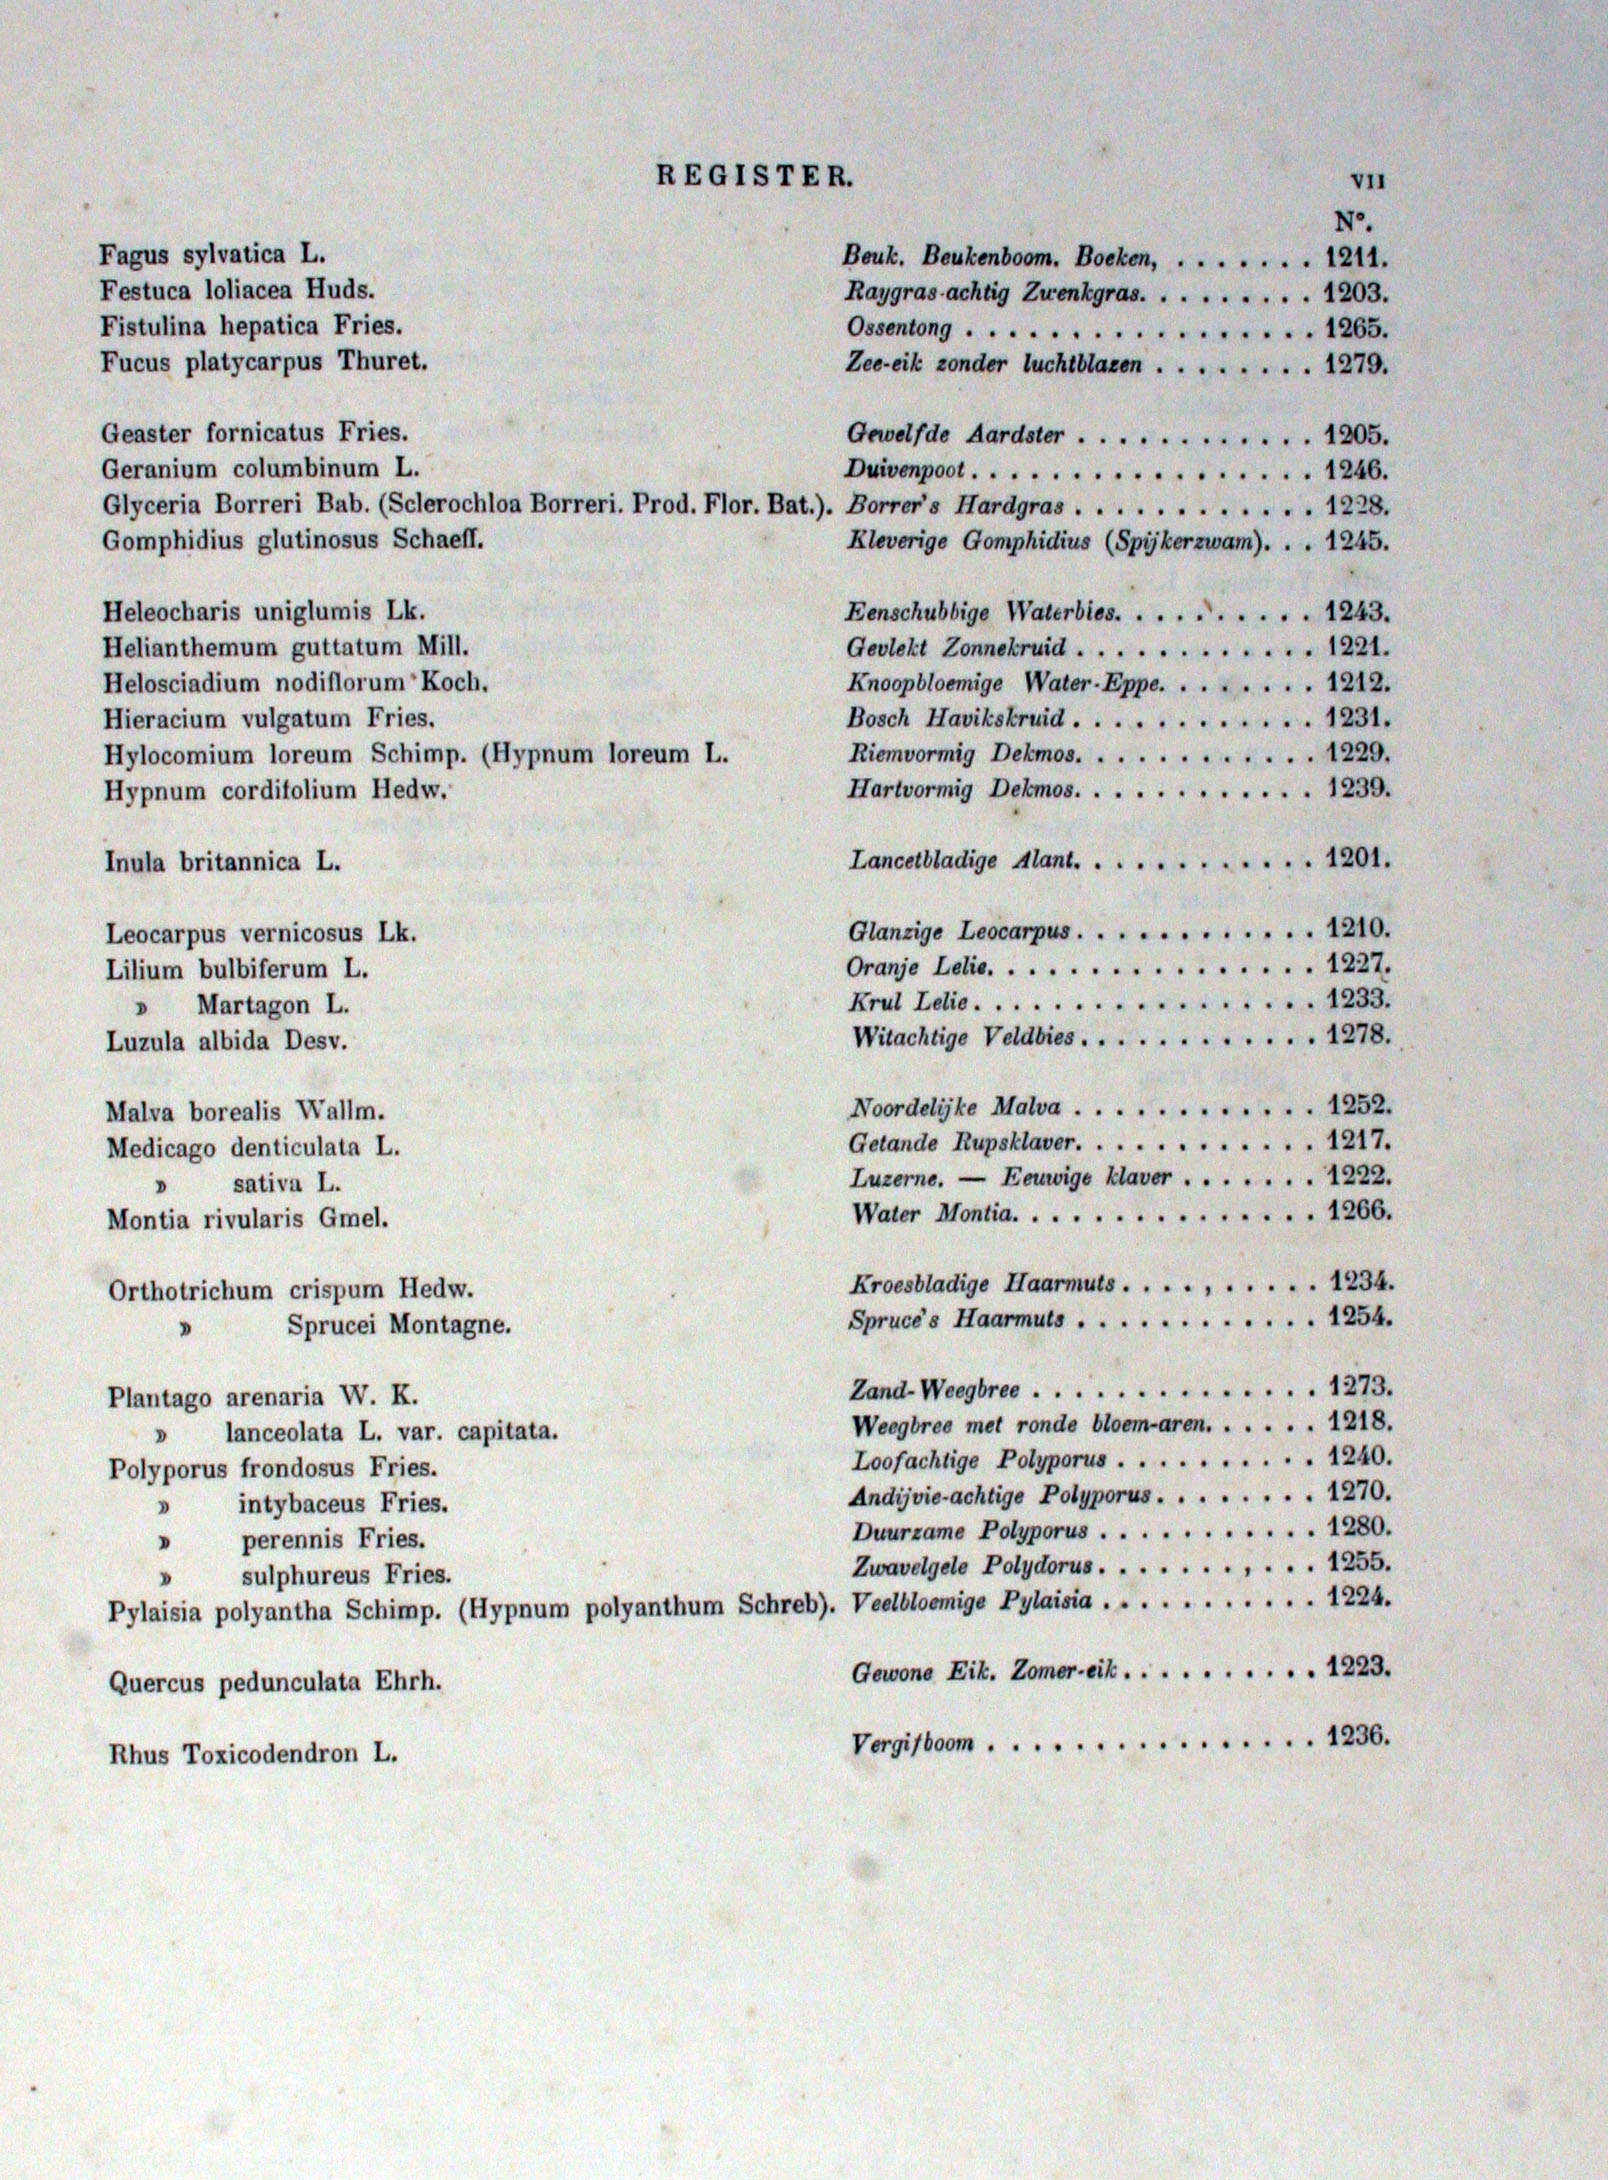 REGISTER. VII
N°.
Fagus sylvatica L. Beuk. Beukenboom. Boeken, . . . . . . . 1211.
Festuca loliacea Huds. Raygras-achtig Zwenkgras. . . . . . . . . 1203.
Fistulina hepatica Fries. Ossentong . . . . . . . . . . . . . . . . . 1265.
Fucus platycarpus Thuret. Zee-eik zonder luchtblazen . . . . . . . . 1279.
Geaster fornicatus Fries. Gewelfde Aardster . . . . . . . . . . . . 1205.
Geranium columbinum L. Duivenpoot. . . . . . . . . . . . . . . . . 1246.
Glyceria Borreri Bab. (Sclerochloa Borreri. Prod. Flor. Bat.). Borrer's Hardgras . . . . . . . . . . . . 1228.
Gomphidius glutinosus Schaeff. Kleverige Gomphidius (Spijkerzwam). . . 1245.
Heleocharis uniglumis Lk. Eenschubbige Waterbies. . . . . . . . . . 1243.
Helianthemum guttatum Mill. Gevlekt Zonnekruid . . . . . . . . . . . . 1221.
Helosciadium nodiflorum Koch. Knoopbloemige Water-Eppe. . . . . . . . 1212.
Hieracium vulgatum Fries. Bosch Havikskruid. . . . . . . . . . . . 1231.
Hylocomium loreum Schimp. (Hypnum loreum L. Riemvormig Dekmos. . . . . . . . . . . . 1229.
Hypnum cordifolium Hedw. Hartvormig Dekmos. . . . . . . . . . . . 1239.
Inula britannica L. Lancetbladige Alant. . . . . . . . . . . . 1201.
Leocarpus vernicosus Lk. Glanzige Leocarpus. . . . . . . . . . . . 1210.
Lilium bulbiferum L. Oranje Lelie. . . . . . . . . . . . . . . . 1227.
» Martagon L. Krul Lelie. . . . . . . . . . . . . . . . . 1233.
Luzula albida Desv. Witachtige Veldbies. . . . . . . . . . . . 1278.
Malva borealis Wallm. Noordelijke Malva . . . . . . . . . . . . 1252.
Medicago denticulata L. Getande Rupsklaver. . . . . . . . . . . . 1217.
» sativa L. Luzerne. — Eeuwige klaver . . . . . . . 1222.
Montia rivularis Gmel. Water Montia. . . . . . . . . . . . . . . 1266.
Orthotrichum crispum Hedw. Kroesbladige Haarmuts. . . . , . . . . . 1234.
» Sprucei Montagne. Spruce's Haarmuts . . . . . . . . . . . . 1254.
Plantago arenaria W. K. Zand-Weegbree . . . . . . . . . . . . . . 1273.
» lanceolata L. var. capitata. Weegbree met ronde bloem-aren. . . . . . 1218.
Polyporus frondosus Fries. Loofachtige Polyporus . . . . . . . . . . 1240.
» intybaceus Fries. Andijvie-achtige Polyporus. . . . . . . . 1270.
» perennis Fries. Duurzame Polyporus . . . . . . . . . . . 1280.
» sulphureus Fries. Zwavelgele Polydorus. . . . . . . , . . . 1255.
Pylaisia polyantha Schimp. (Hypnum polyanthum Schreb). Veelbloemige Pylaisia . . . . . . . . . . . 1224.
Quercus pedunculata Ehrh. Gewone Eik. Zomer-eik. . . . . . . . . . 1223.
Rhus Toxicodendron L. Vergifboom . . . . . . . . . . . . . . . . 1236.